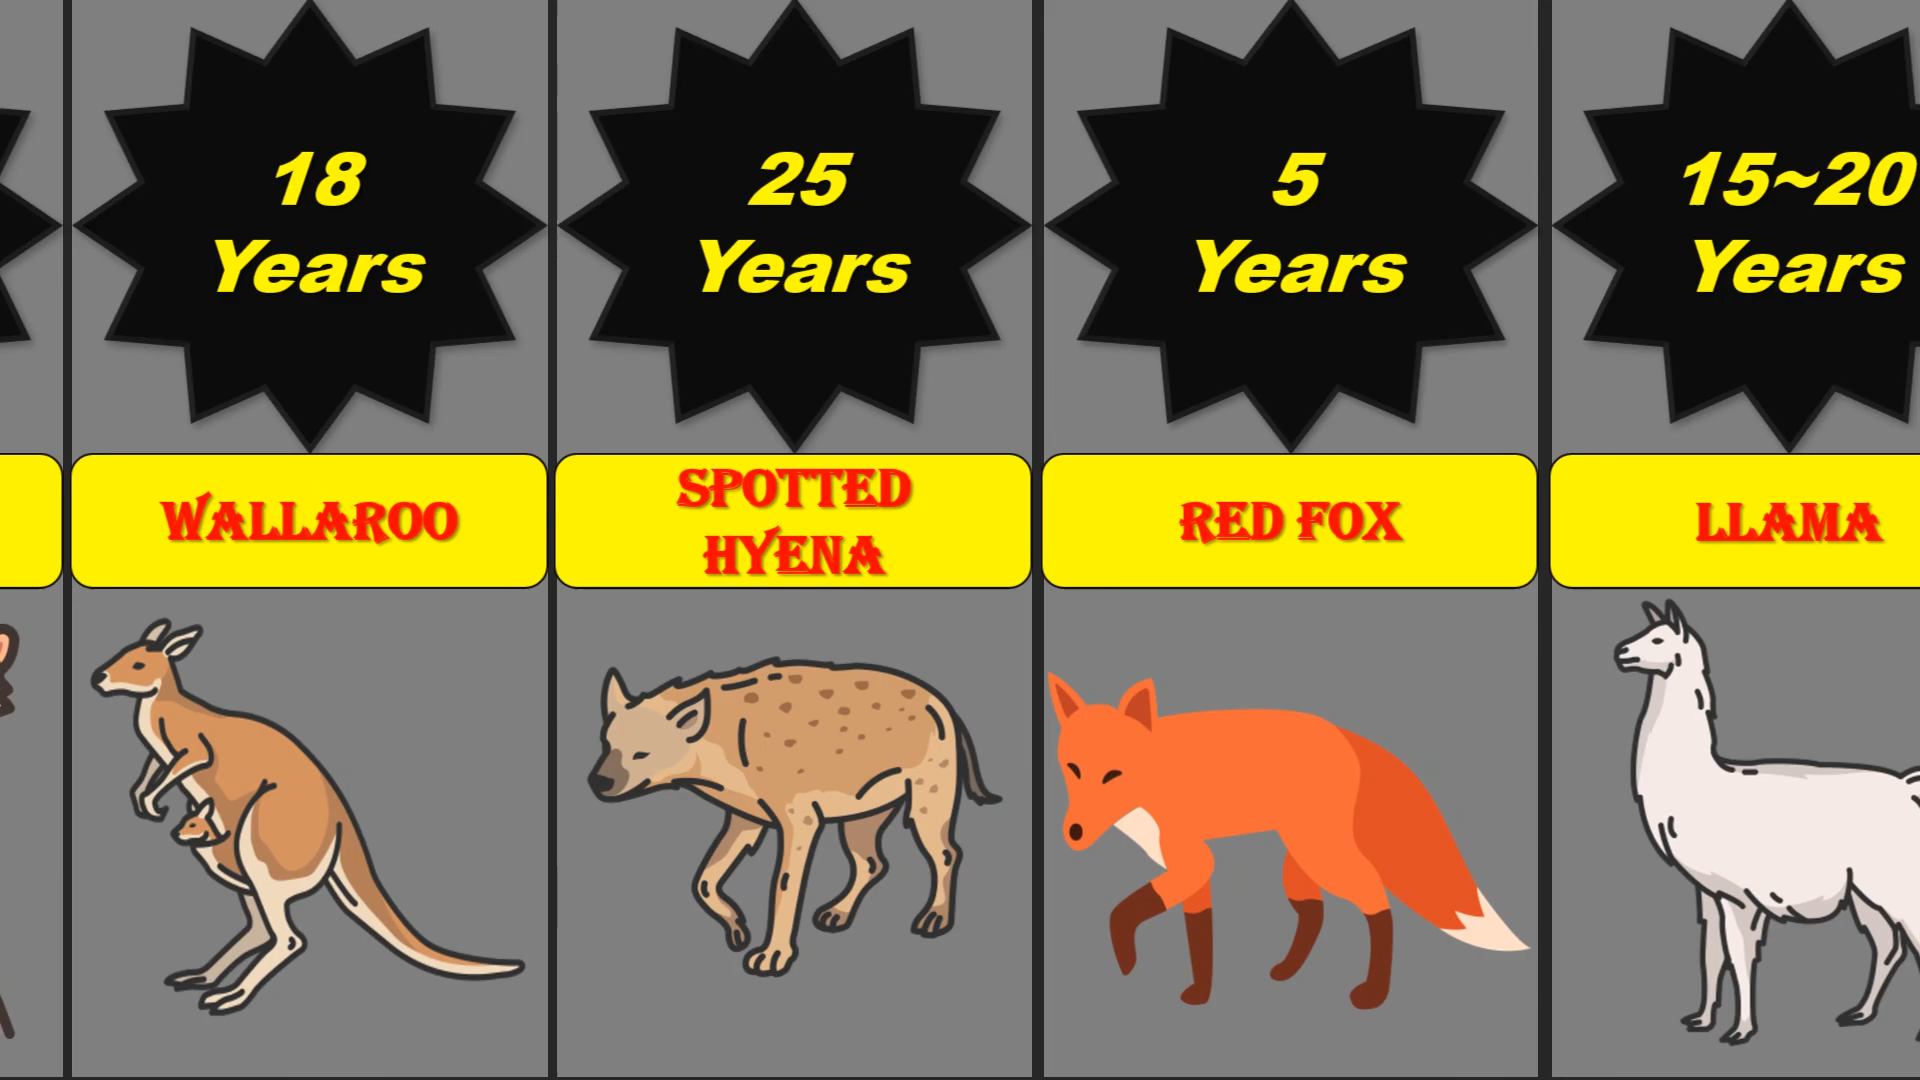 18
Years
25
Years
5
Years
15~20
Years
WALLAROO
SPOTTED
HYENA
RED FOX
LLAMA